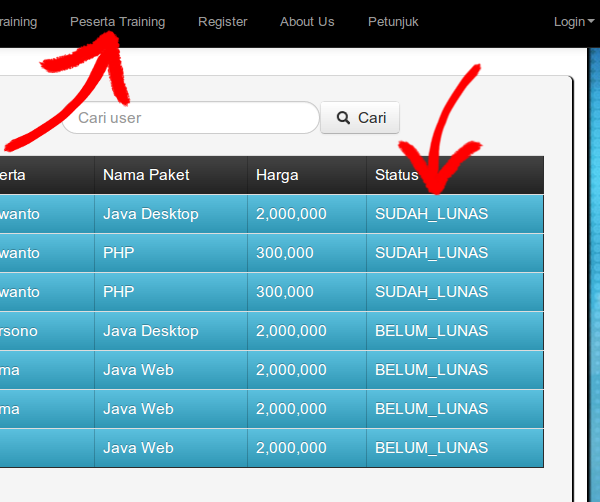 raining Peserta Training Register About Us Petunjuk Login
Cari user Cari
erta Nama Paket Harga Status
wanto Java Desktop 2,000,000 SUDAH_LUNAS
wanto PHP 300,000 SUDAH_LUNAS
wanto PHP 300,000 SUDAH_LUNAS
rsono Java Desktop 2,000,000 BELUM_LUNAS
ma Java Web 2,000,000 BELUM_LUNAS
ma Java Web 2,000,000 BELUM_LUNAS
Java Web 2,000,000 BELUM_LUNAS